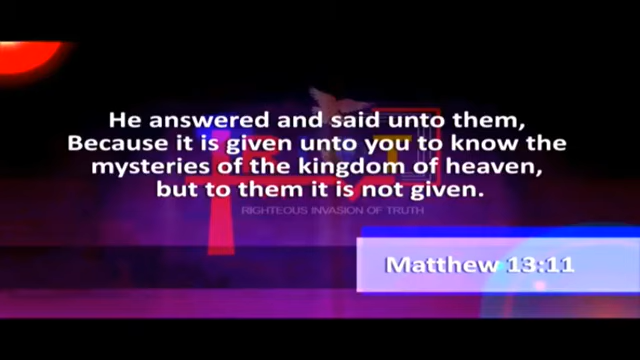 He answered and said unto them,
Because it is given unto you to know the
mysteries of the kingdom of heaven,
but to them it is not given.
RIGHTEOUS INVASION OF TRUTH
Matthew 13:11